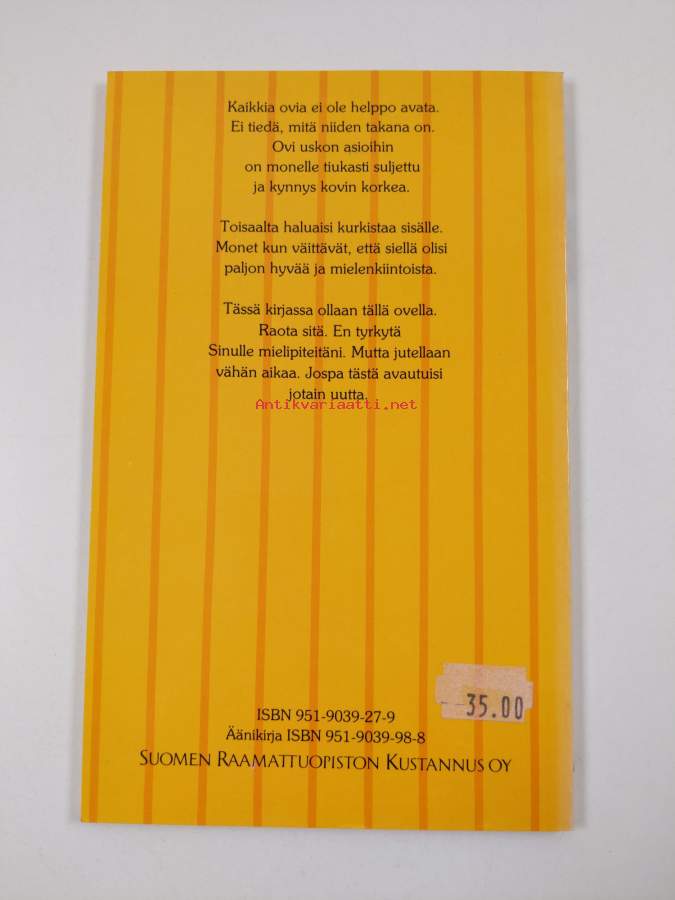 Kaikkia ovia ei ole helppo avata.
Ei tiedä, mitä niiden takana on.
Ovi uskon asioihin
on monelle tiukasti suljettu
ja kynnys kovin korkea.
Toisaalta haluaisi kurkistaa sisälle.
Monet kun väittävät, että siellä olisi
paljon hyvää ja mielenkiintoista.
Tässä kirjassa ollaan tällä ovella.
Raota sitä. En tyrkytä
Sinulle mielipiteitäni. Mutta jutellaan
vähän aikaa. Jospa tästä avautuisi
jotain uutta.
Antikvariaatti.net
35.00
ISBN 951-9039-27-9
Äänikirja ISBN 951-9039-98-8
SUOMEN RAAMATTUOPISTON KUSTANNUS OY